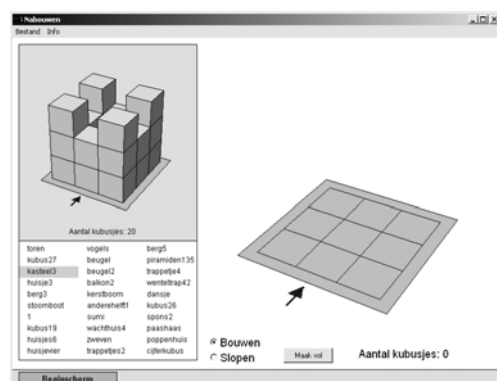 Nabouwen
Bestand Info
Aantal kubusjes: 20
toren vogels berg5
kubus27 beugel piramiden135
kasteel3 beugel2 trappetje4
huisje3 balkon2 wenteltrap42
berg3 kerstboom dansje
stoomboot anderehelft1 kubus26
1 sumi spons2
kubus19 wachthuis4 paashaas
huisjes6 zweven poppenhuis
huisjevier trappetjes2 cijferkubus
Bouwen
Slopen
Maak vol
Aantal kubusjes: 0
Beginscherm